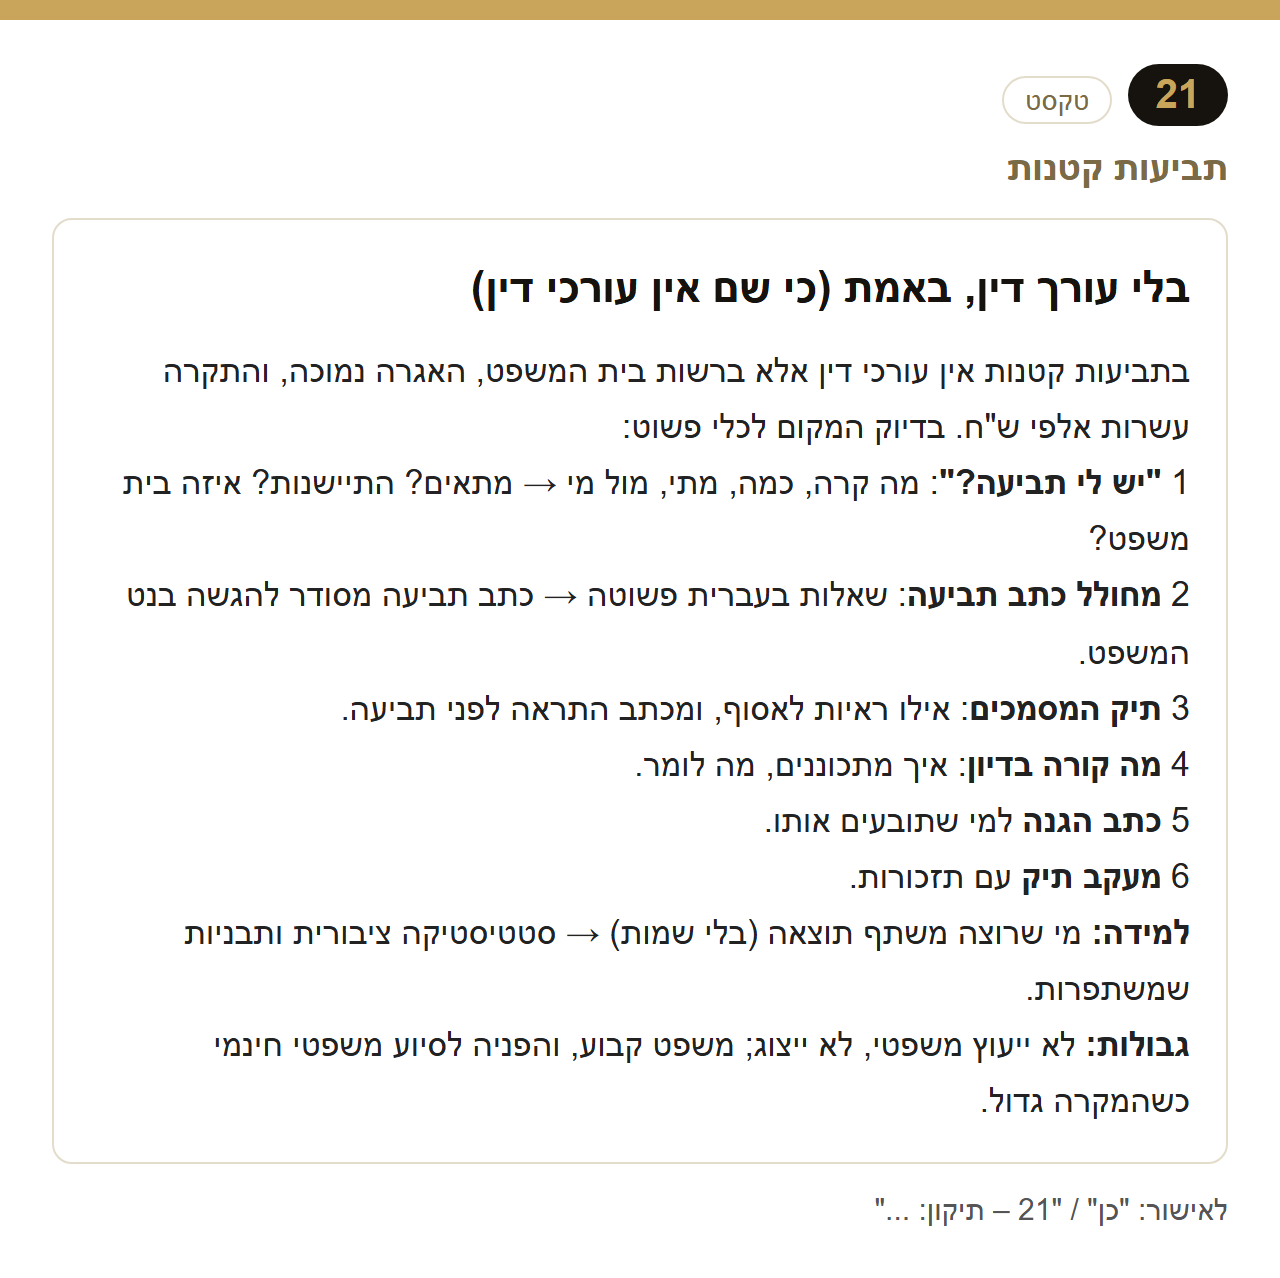 21
טקסט
תביעות קטנות
בלי עורך דין, באמת (כי שם אין עורכי דין)
בתביעות קטנות אין עורכי דין אלא ברשות בית המשפט, האגרה נמוכה, והתקרה
עשרות אלפי ש"ח. בדיוק המקום לכלי פשוט:
1 "יש לי תביעה?": מה קרה, כמה, מתי, מול מי ← מתאים? התיישנות? איזה בית
משפט?
2 מחולל כתב תביעה: שאלות בעברית פשוטה ← כתב תביעה מסודר להגשה בנט
המשפט.
3 תיק המסמכים: אילו ראיות לאסוף, ומכתב התראה לפני תביעה.
4 מה קורה בדיון: איך מתכוננים, מה לומר.
5 כתב הגנה למי שתובעים אותו.
6 מעקב תיק עם תזכורות.
למידה: מי שרוצה משתף תוצאה (בלי שמות) ← סטטיסטיקה ציבורית ותבניות
שמשתפרות.
גבולות: לא ייעוץ משפטי, לא ייצוג; משפט קבוע, והפניה לסיוע משפטי חינמי
כשהמקרה גדול.
לאישור: "כן" / "21 – תיקון: ..."